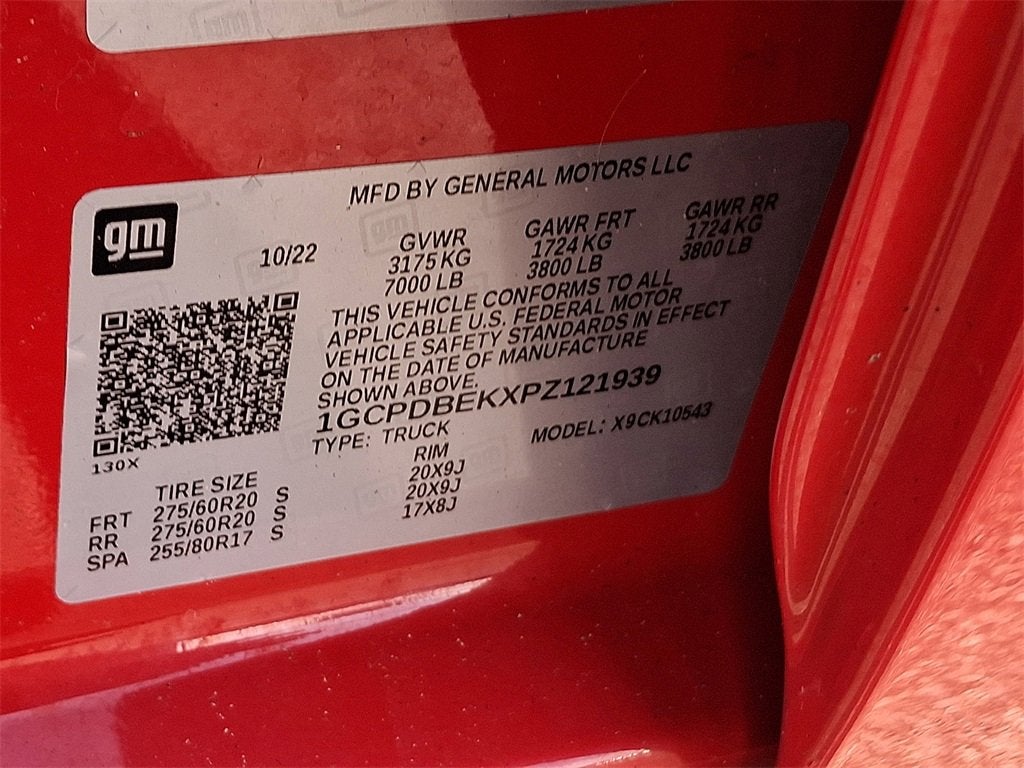 MFD BY GENERAL MOTORS LLC
gm
10/22
GVWR GAWR FRT GAWR RR
3175 KG 1724 KG 1724 KG
7000 LB 3800 LB 3800 LB
THIS VEHICLE CONFORMS TO ALL
APPLICABLE U.S. FEDERAL MOTOR
VEHICLE SAFETY STANDARDS IN EFFECT
ON THE DATE OF MANUFACTURE
SHOWN ABOVE.
1GCPDBEKXPZ121939
TYPE: TRUCK MODEL: X9CK10543
130X
TIRE SIZE RIM
FRT 275/60R20 S 20X9J
RR 275/60R20 S 20X9J
SPA 255/80R17 S 17X8J